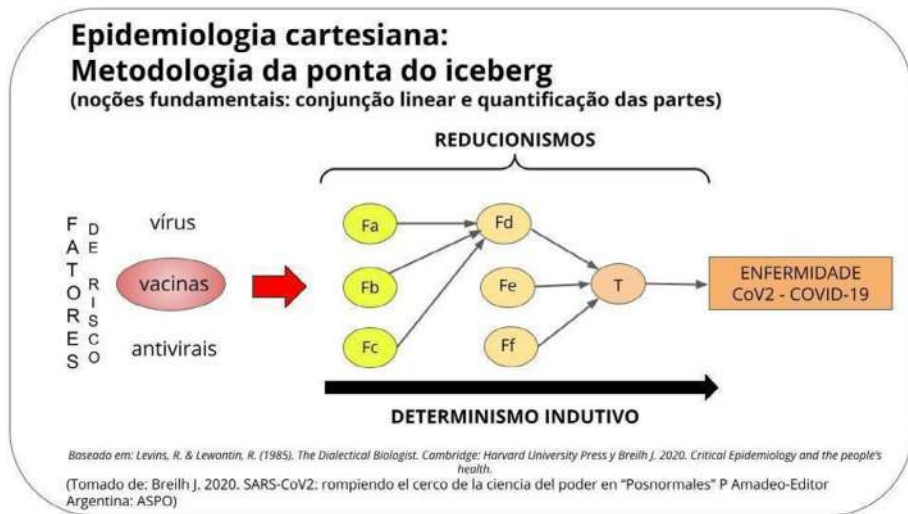 Epidemiologia cartesiana:
Metodologia da ponta do iceberg
(noções fundamentais: conjunção linear e quantificação das partes)
REDUCIONISMOS
FATORES
DE RISCO
vírus
vacinas
antivirais
Fa
Fb
Fc
Fd
Fe
Ff
T
ENFERMIDADE
CoV2 - COVID-19
DETERMINISMO INDUTIVO
Baseado em: Levins, R. & Lewontin, R. (1985). The Dialectical Biologist. Cambridge: Harvard University Press y Breilh J. 2020. Critical Epidemiology and the people's
health.
(Tomado de: Breilh J. 2020. SARS-CoV2: rompiendo el cerco de la ciencia del poder en “Posnormales” P Amadeo-Editor
Argentina: ASPO)